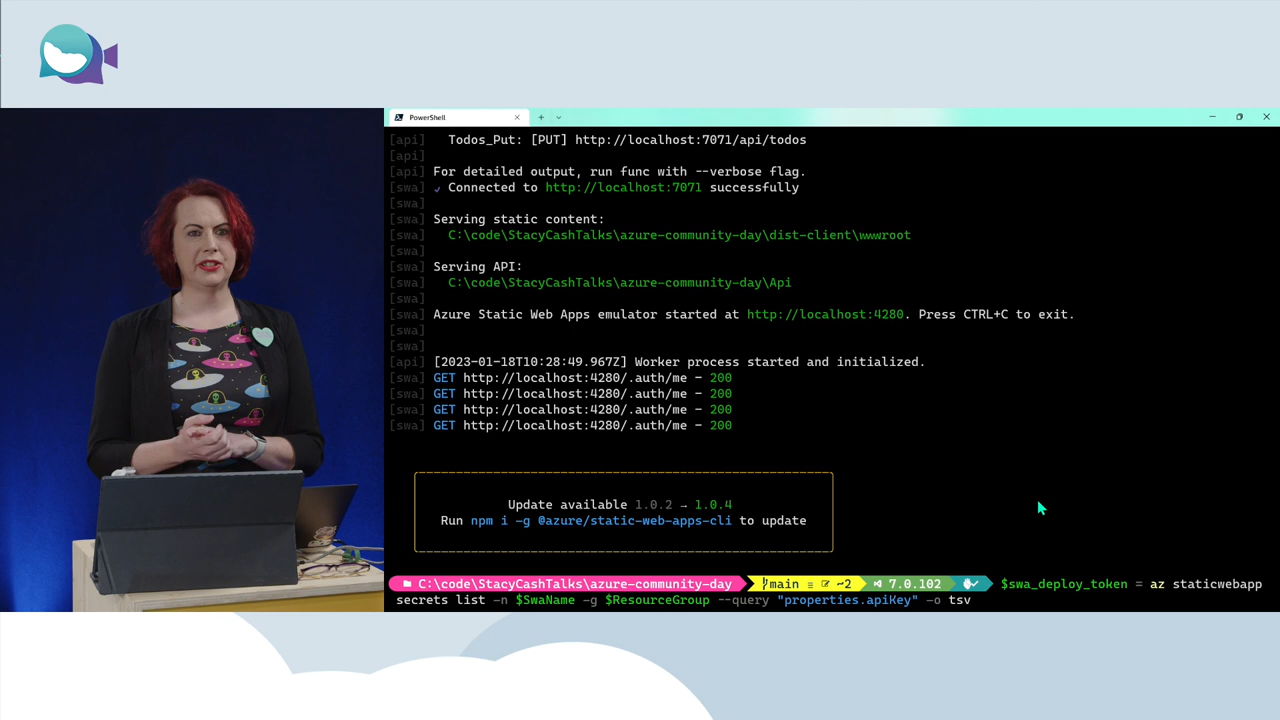 PowerShell
[api] Todos_Put: [PUT] http://localhost:7071/api/todos
[api]
[api] For detailed output, run func with --verbose flag.
[swa] ✓ Connected to http://localhost:7071 successfully
[swa]
[swa] Serving static content:
[swa] C:\code\StacyCashTalks\azure-community-day\dist-client\wwwroot
[swa]
[swa] Serving API:
[swa] C:\code\StacyCashTalks\azure-community-day\Api
[swa]
[swa] Azure Static Web Apps emulator started at http://localhost:4280. Press CTRL+C to exit.
[swa]
[swa]
[api] [2023-01-18T10:28:49.967Z] Worker process started and initialized.
[swa] GET http://localhost:4280/.auth/me - 200
[swa] GET http://localhost:4280/.auth/me - 200
[swa] GET http://localhost:4280/.auth/me - 200
[swa] GET http://localhost:4280/.auth/me - 200
Update available 1.0.2 → 1.0.4
Run npm i -g @azure/static-web-apps-cli to update
C:\code\StacyCashTalks\azure-community-day main ≡ ~2 7.0.102 $swa_deploy_token = az staticwebapp
secrets list -n $SwaName -g $ResourceGroup --query "properties.apiKey" -o tsv